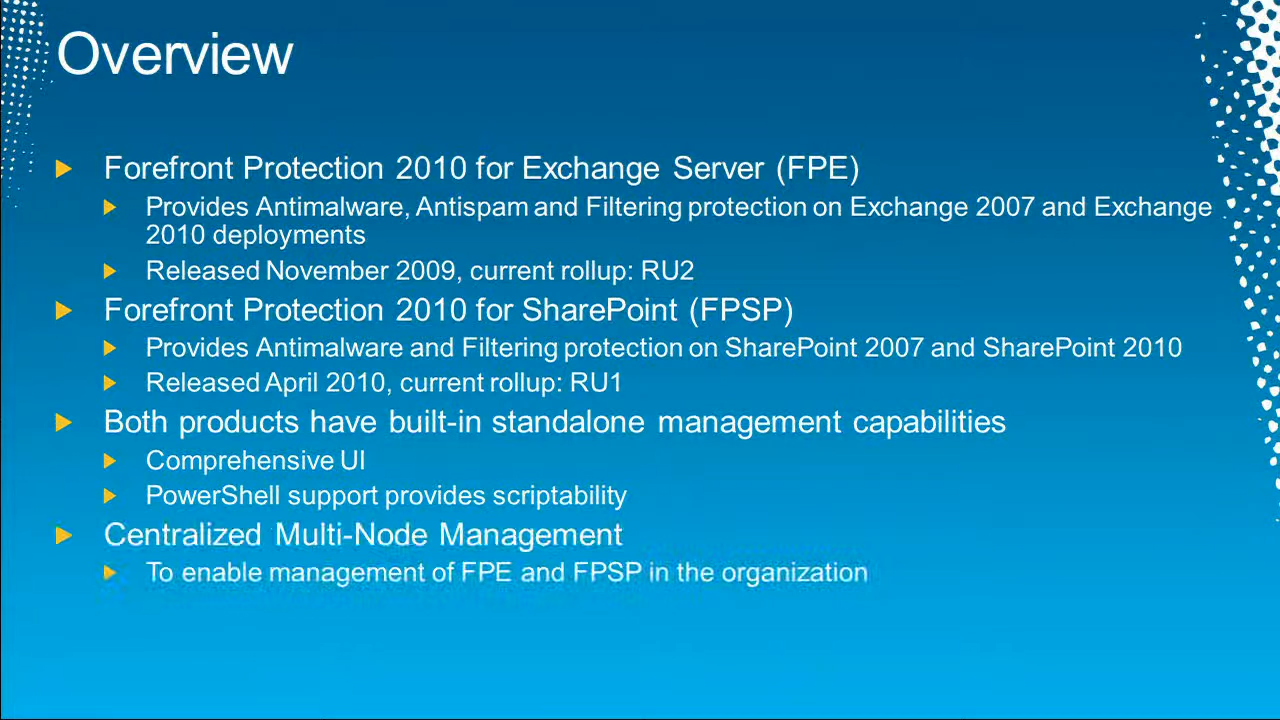 Overview
Forefront Protection 2010 for Exchange Server (FPE)
Provides Antimalware, Antispam and Filtering protection on Exchange 2007 and Exchange
2010 deployments
Released November 2009, current rollup: RU2
Forefront Protection 2010 for SharePoint (FPSP)
Provides Antimalware and Filtering protection on SharePoint 2007 and SharePoint 2010
Released April 2010, current rollup: RU1
Both products have built-in standalone management capabilities
Comprehensive UI
PowerShell support provides scriptability
Centralized Multi-Node Management
To enable management of FPE and FPSP in the organization